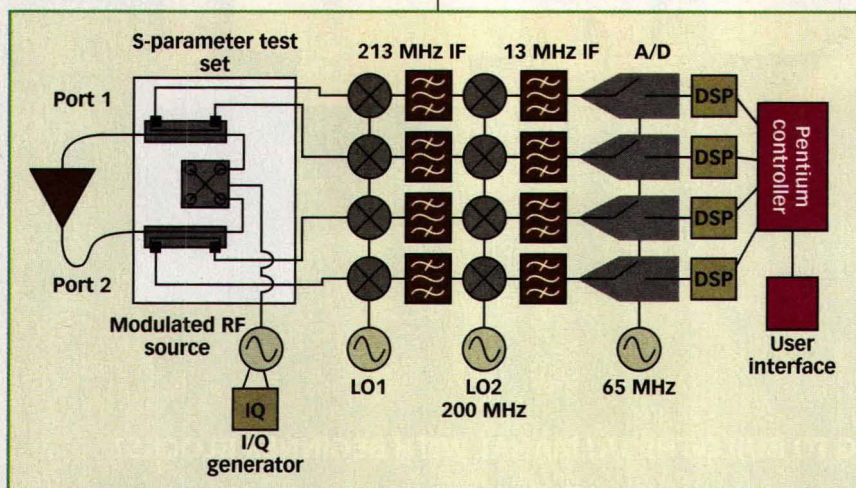 S-parameter test
set
213 MHz IF
13 MHz IF
A/D
Port 1
DSP
DSP
DSP
DSP
Pentium
controller
Port 2
Modulated RF
source
LO1
LO2
200 MHz
65 MHz
User
interface
IQ
I/Q
generator